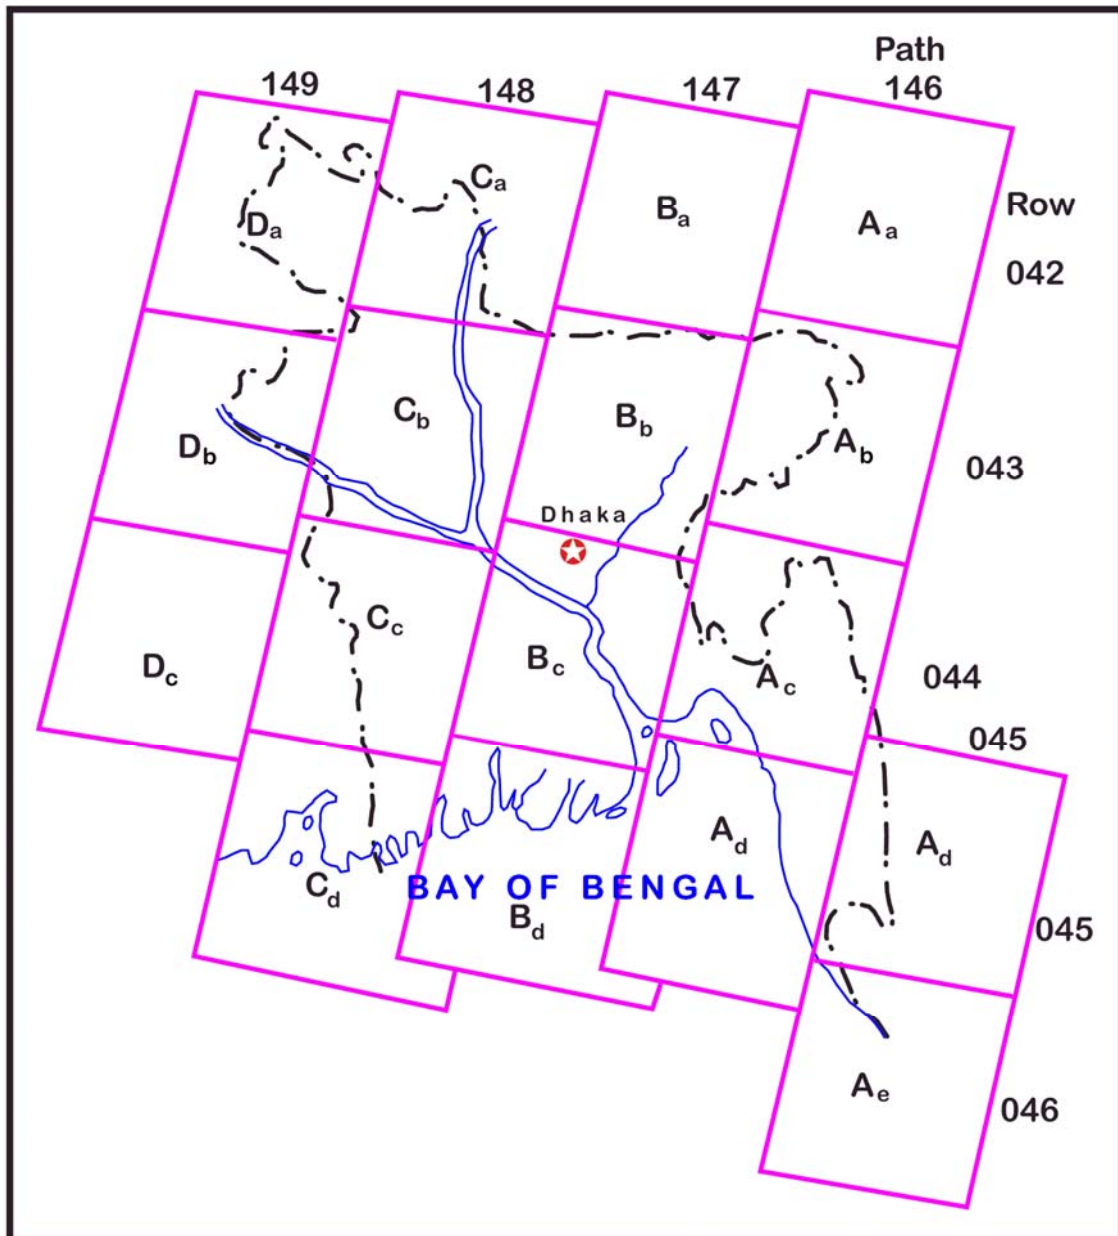 Path
149 148 147 146
Ca
Ba
Aa
Row
Da
042
Cb
Bb
Ab
Db
043
Dhaka
Cc
Bc
Dc
Ac
044
045
Ad
Ad
Cd
BAY OF BENGAL
Bd
045
Ae
046